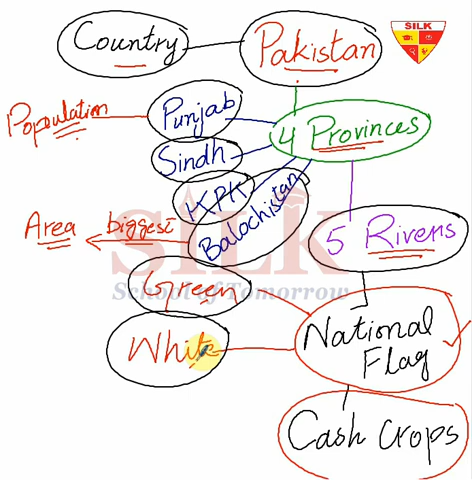 SILK
Country
Pakistan
Population
Punjab
4 Provinces
Sindh
KPK
Balochistan
Area
biggest
5 Rivers
SILK
School of Tomorrow
Green
White
National
Flag
Cash Crops